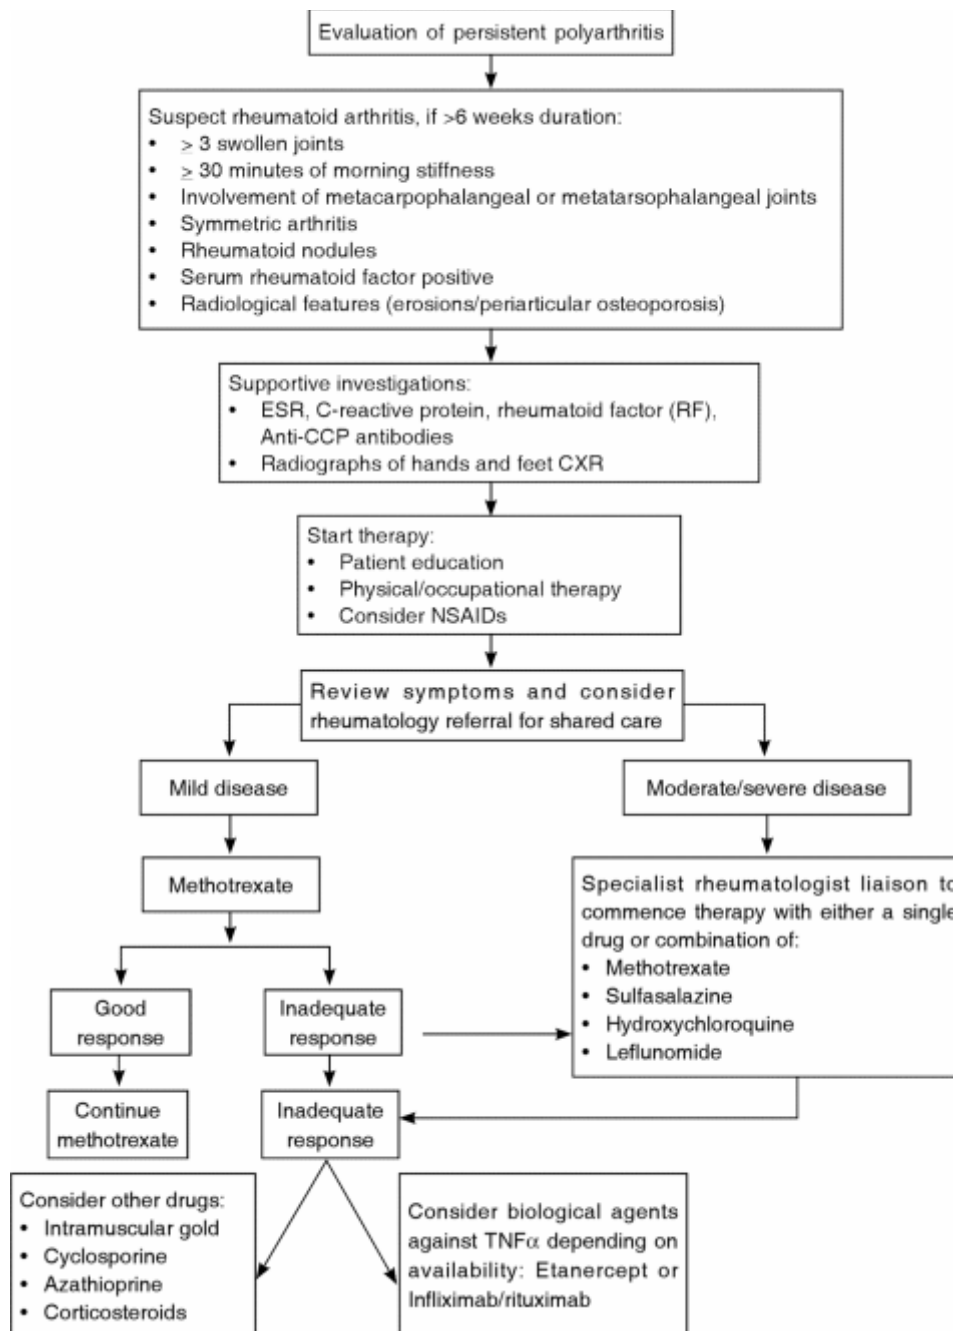 Evaluation of persistent polyarthritis
Suspect rheumatoid arthritis, if >6 weeks duration:
• ≥ 3 swollen joints
• ≥ 30 minutes of morning stiffness
• Involvement of metacarpophalangeal or metatarsophalangeal joints
• Symmetric arthritis
• Rheumatoid nodules
• Serum rheumatoid factor positive
• Radiological features (erosions/periarticular osteoporosis)
Supportive investigations:
• ESR, C-reactive protein, rheumatoid factor (RF),
Anti-CCP antibodies
• Radiographs of hands and feet CXR
Start therapy:
• Patient education
• Physical/occupational therapy
• Consider NSAIDs
Review symptoms and consider
rheumatology referral for shared care
Mild disease
Moderate/severe disease
Methotrexate
Specialist rheumatologist liaison to
commence therapy with either a single
drug or combination of:
• Methotrexate
• Sulfasalazine
• Hydroxychloroquine
• Leflunomide
Good
response
Inadequate
response
Continue
methotrexate
Inadequate
response
Consider other drugs:
• Intramuscular gold
• Cyclosporine
• Azathioprine
• Corticosteroids
Consider biological agents
against TNFα depending on
availability: Etanercept or
Infliximab/rituximab